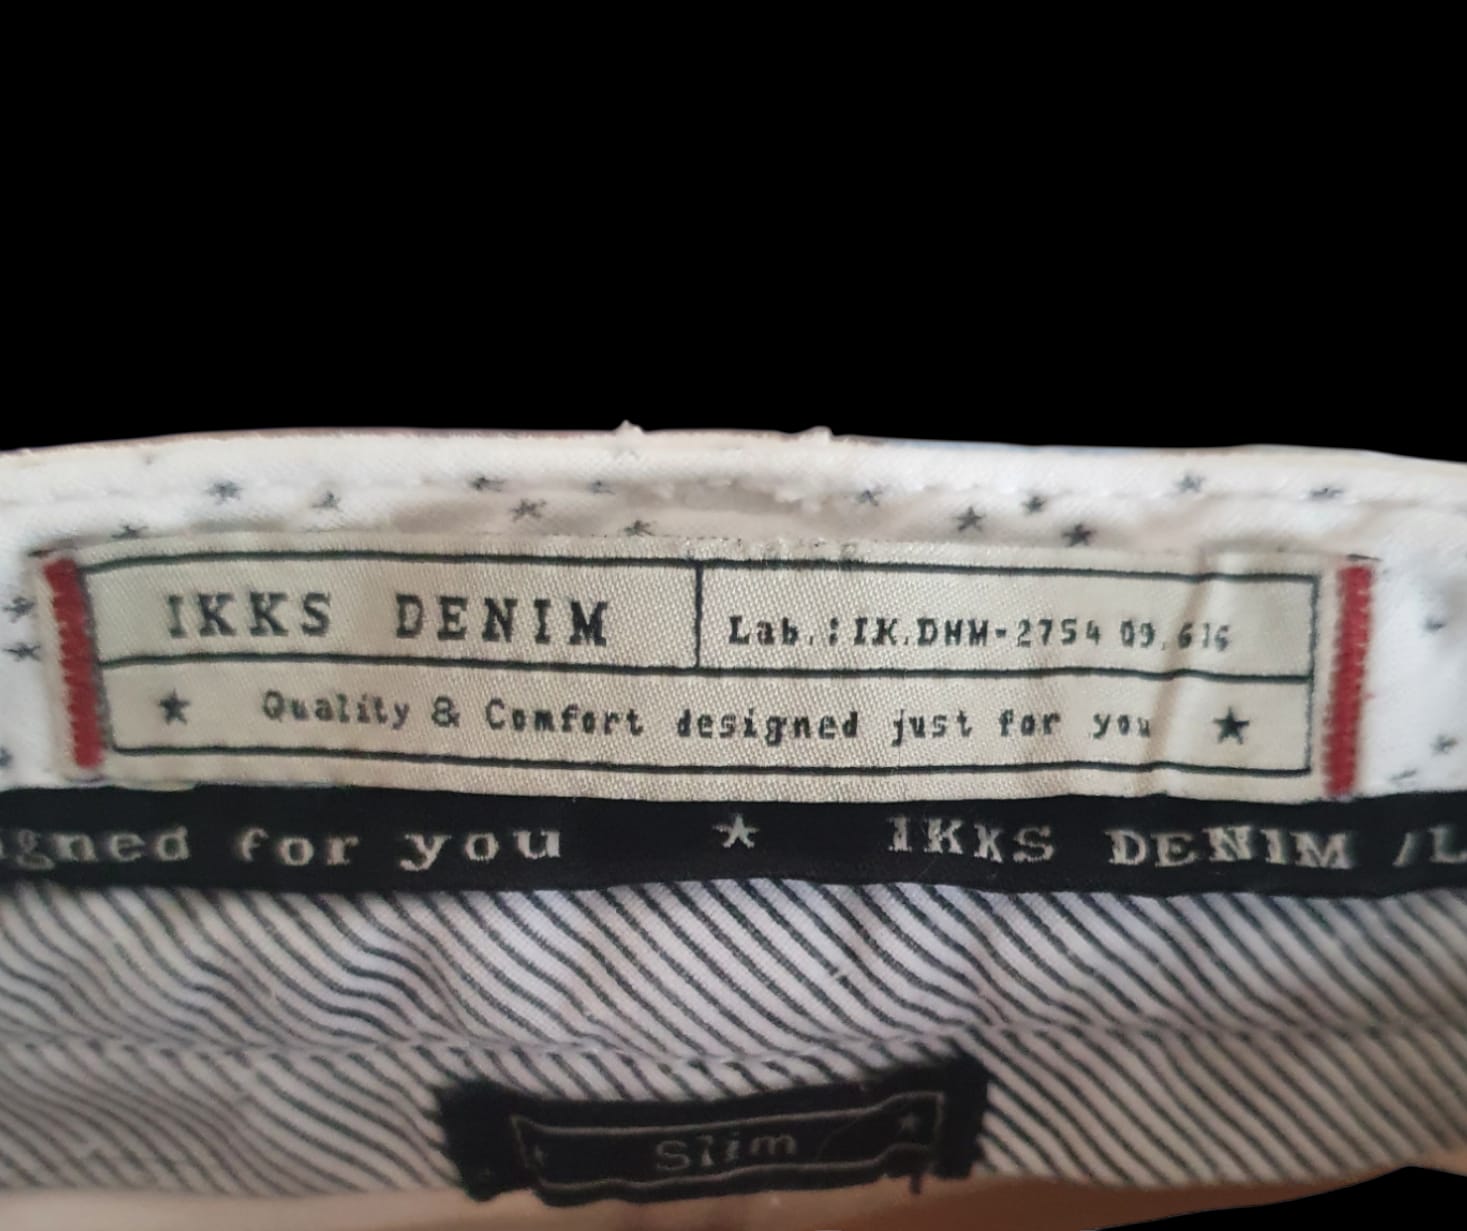 IKKS DENIM
Lab.: IK.DNM-2754 09.616
Quality & Comfort designed just for you
gned for you ★ IKKS DENIM /L
Slim